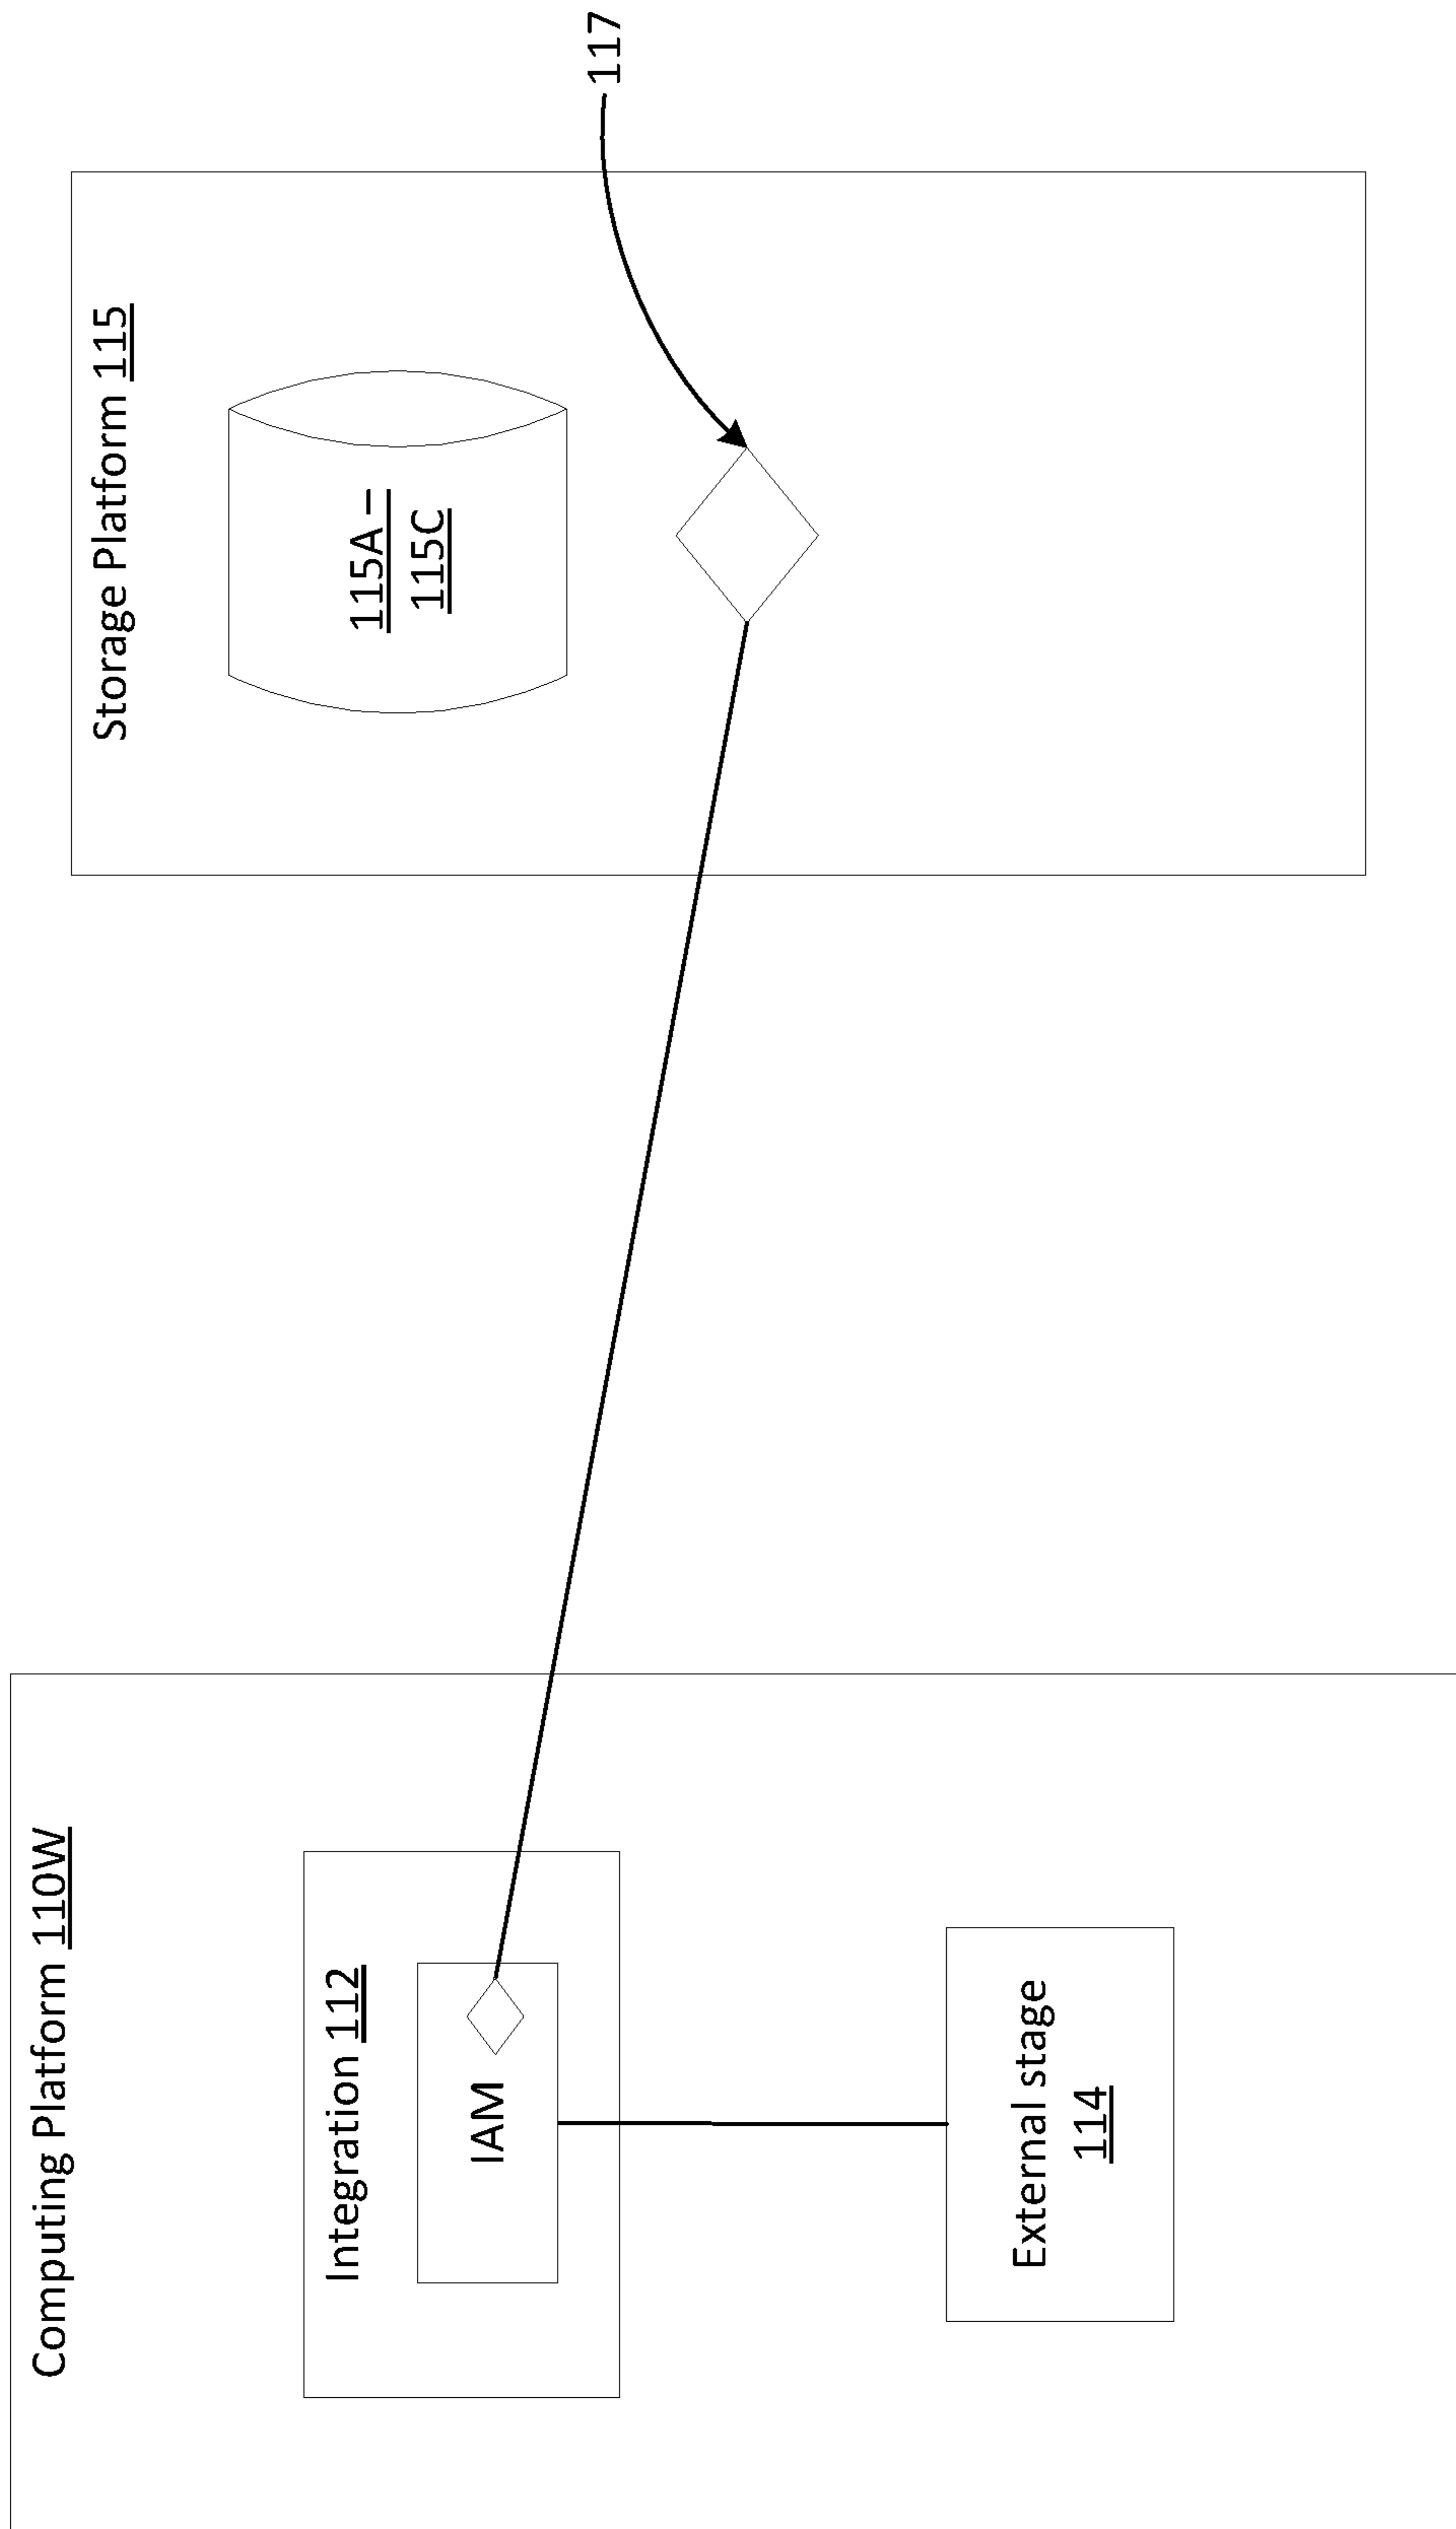 Computing Platform 110W
Integration 112
IAM
External stage
114
Storage Platform 115
115A –
115C
117